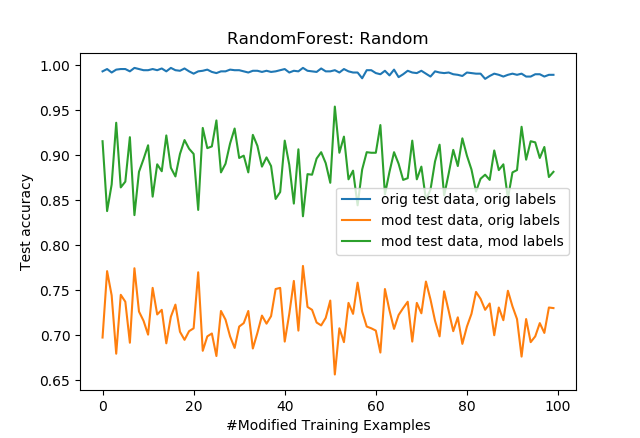 RandomForest: Random
1.00
0.95
0.90
0.85
0.80
0.75
0.70
0.65
Test accuracy
orig test data, orig labels
mod test data, orig labels
mod test data, mod labels
0 20 40 60 80 100
#Modified Training Examples